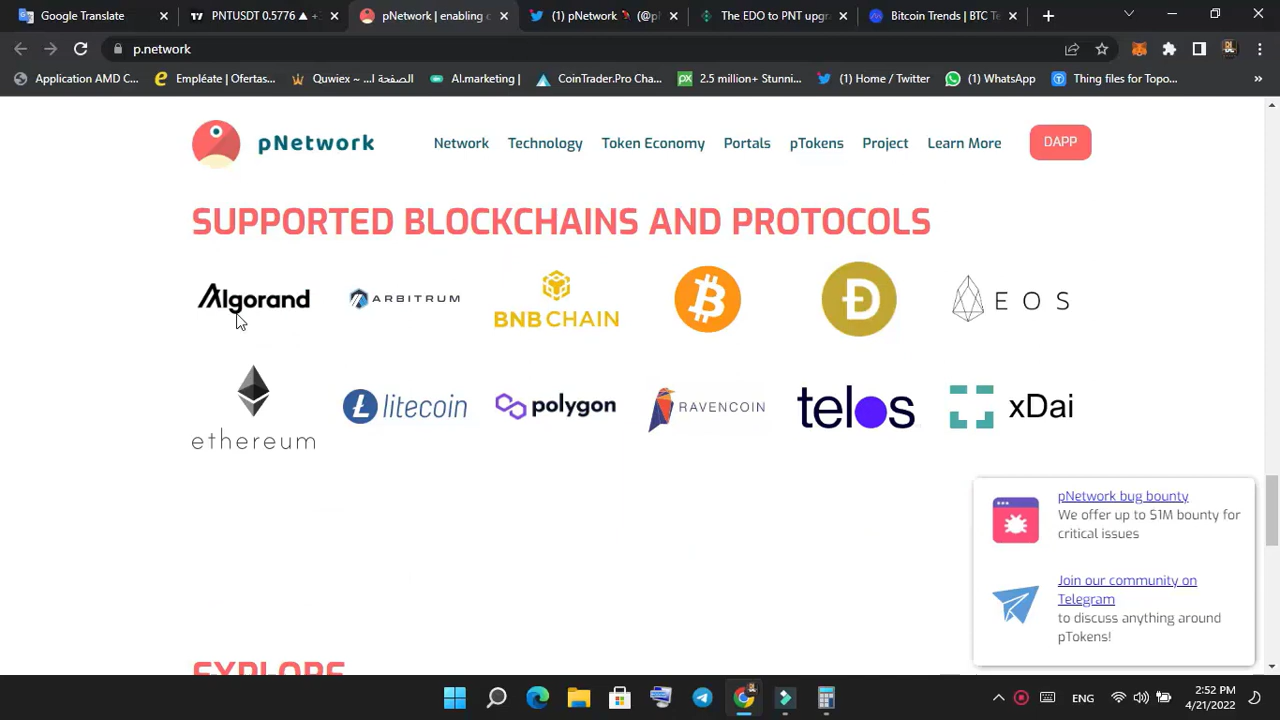 Google Translate
PNTUSDT 0.5776 ▲ +
pNetwork | enabling c
(1) pNetwork (@p
The EDO to PNT upgr
Bitcoin Trends | BTC Te
p.network
Application AMD C...
Empléate | Ofertas...
Quwiex ~ الصفحة ا...
AI.marketing |
CoinTrader.Pro Cha...
2.5 million+ Stunni...
(1) Home / Twitter
(1) WhatsApp
Thing files for Topo...
pNetwork
Network
Technology
Token Economy
Portals
pTokens
Project
Learn More
DAPP
SUPPORTED BLOCKCHAINS AND PROTOCOLS
Algorand
ARBITRUM
BNB CHAIN
EOS
ethereum
litecoin
polygon
RAVENCOIN
telos
xDai
pNetwork bug bounty
We offer up to $1M bounty for
critical issues
Join our community on
Telegram
to discuss anything around
pTokens!
EXPLORE
ENG
2:52 PM
4/21/2022